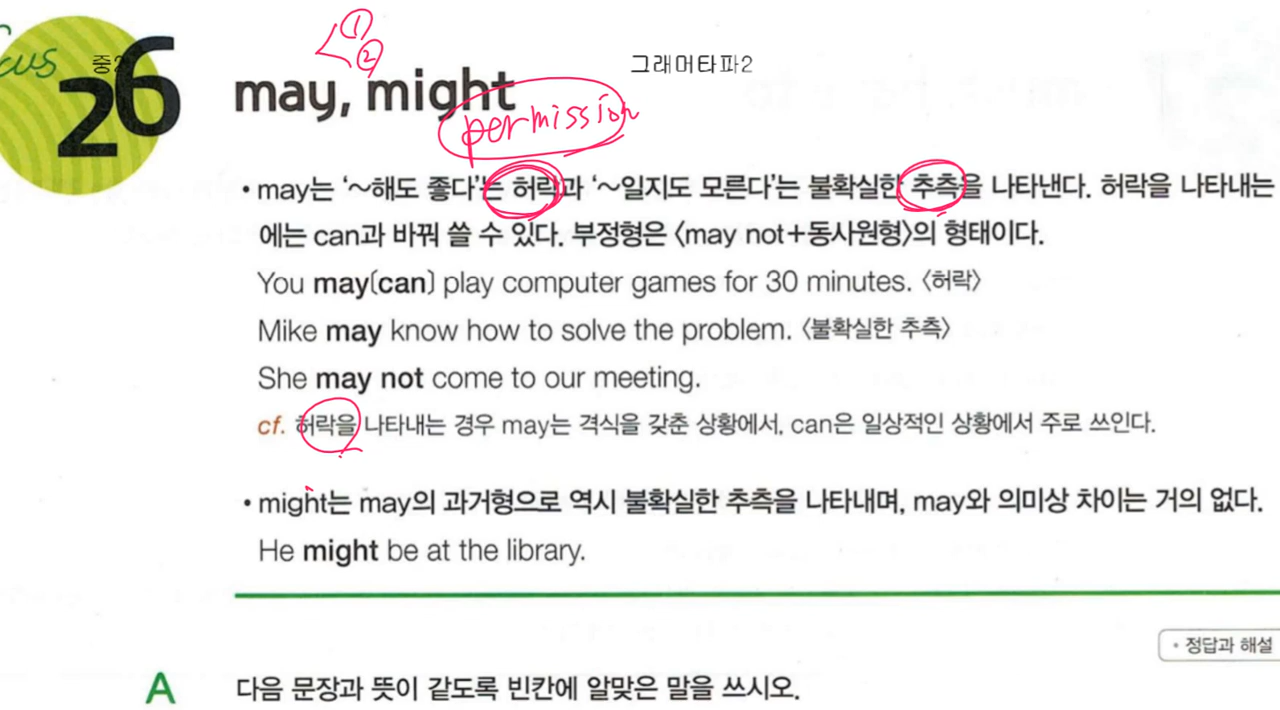 cus 중2 그래머타파2
①
②
26
may, might
permission
• may는 '~해도 좋다'는 허락과 '~일지도 모른다'는 불확실한 추측을 나타낸다. 허락을 나타내는
에는 can과 바꿔 쓸 수 있다. 부정형은 〈may not+동사원형〉의 형태이다.
You may(can) play computer games for 30 minutes. 〈허락〉
Mike may know how to solve the problem. 〈불확실한 추측〉
She may not come to our meeting.
cf. 허락을 나타내는 경우 may는 격식을 갖춘 상황에서, can은 일상적인 상황에서 주로 쓰인다.
• might는 may의 과거형으로 역시 불확실한 추측을 나타내며, may와 의미상 차이는 거의 없다.
He might be at the library.
• 정답과 해설
A 다음 문장과 뜻이 같도록 빈칸에 알맞은 말을 쓰시오.